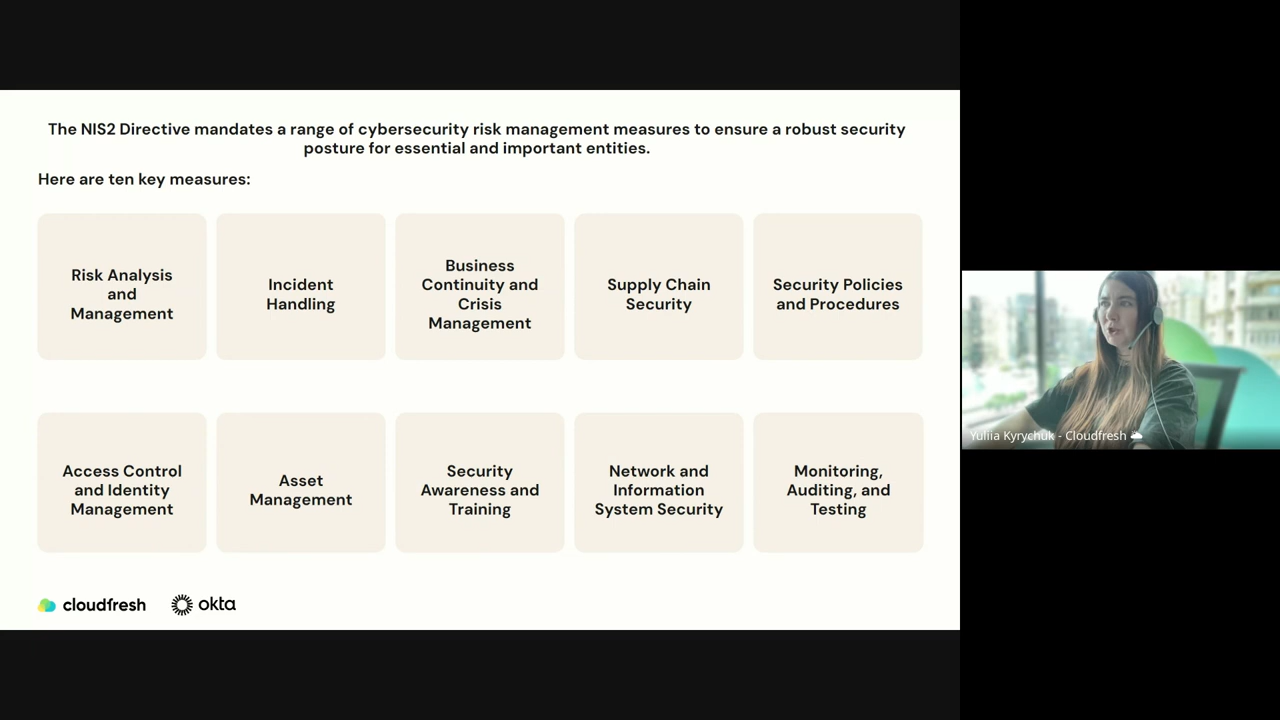 The NIS2 Directive mandates a range of cybersecurity risk management measures to ensure a robust security
posture for essential and important entities.
Here are ten key measures:
Risk Analysis
and
Management
Incident
Handling
Business
Continuity and
Crisis
Management
Supply Chain
Security
Security Policies
and Procedures
Access Control
and Identity
Management
Asset
Management
Security
Awareness and
Training
Network and
Information
System Security
Monitoring,
Auditing, and
Testing
cloudfresh
okta
Yuliia Kyrychuk - Cloudfresh 🌥️